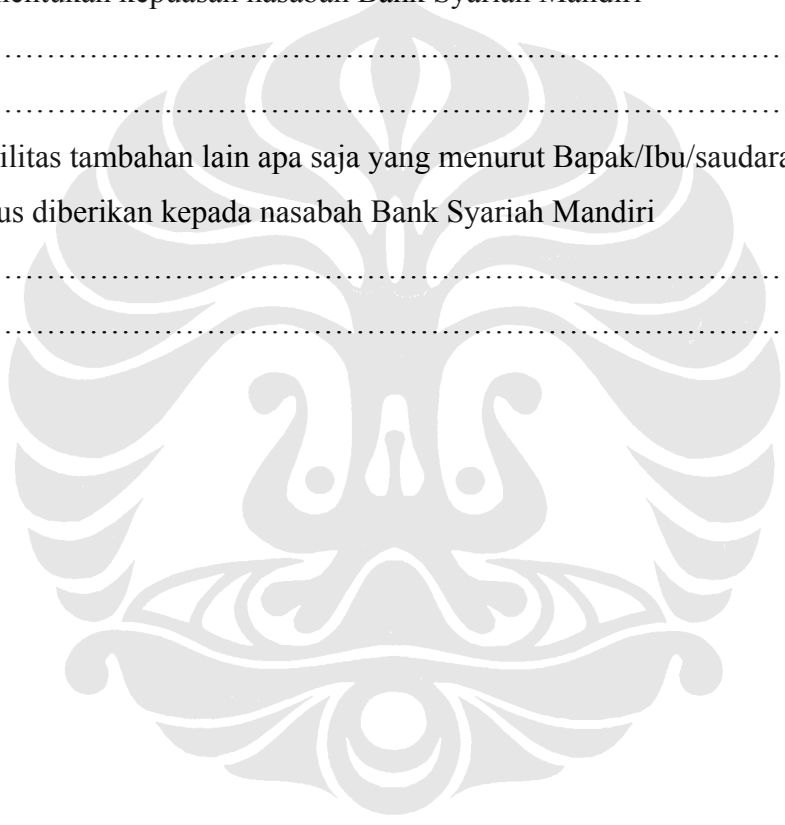 nentukan kepuasan nasabah Bank Syariah Mandiri
……………………………………………………………………………
……………………………………………………………………………
ilitas tambahan lain apa saja yang menurut Bapak/Ibu/saudara
us diberikan kepada nasabah Bank Syariah Mandiri
……………………………………………………………………………
……………………………………………………………………………